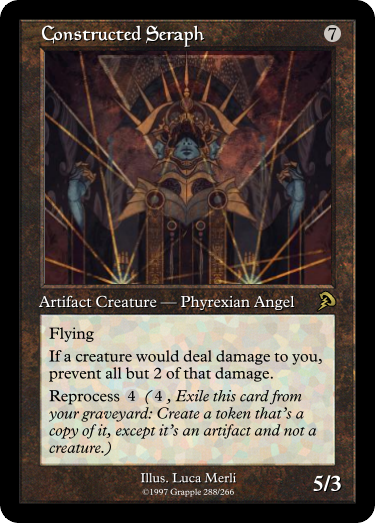 Constructed Seraph 7
Artifact Creature — Phyrexian Angel
Flying
If a creature would deal damage to you,
prevent all but 2 of that damage.
Reprocess 4 (4, Exile this card from
your graveyard: Create a token that's a
copy of it, except it's an artifact and not a
creature.)
Illus. Luca Merli
©1997 Grapple 288/266
5/3